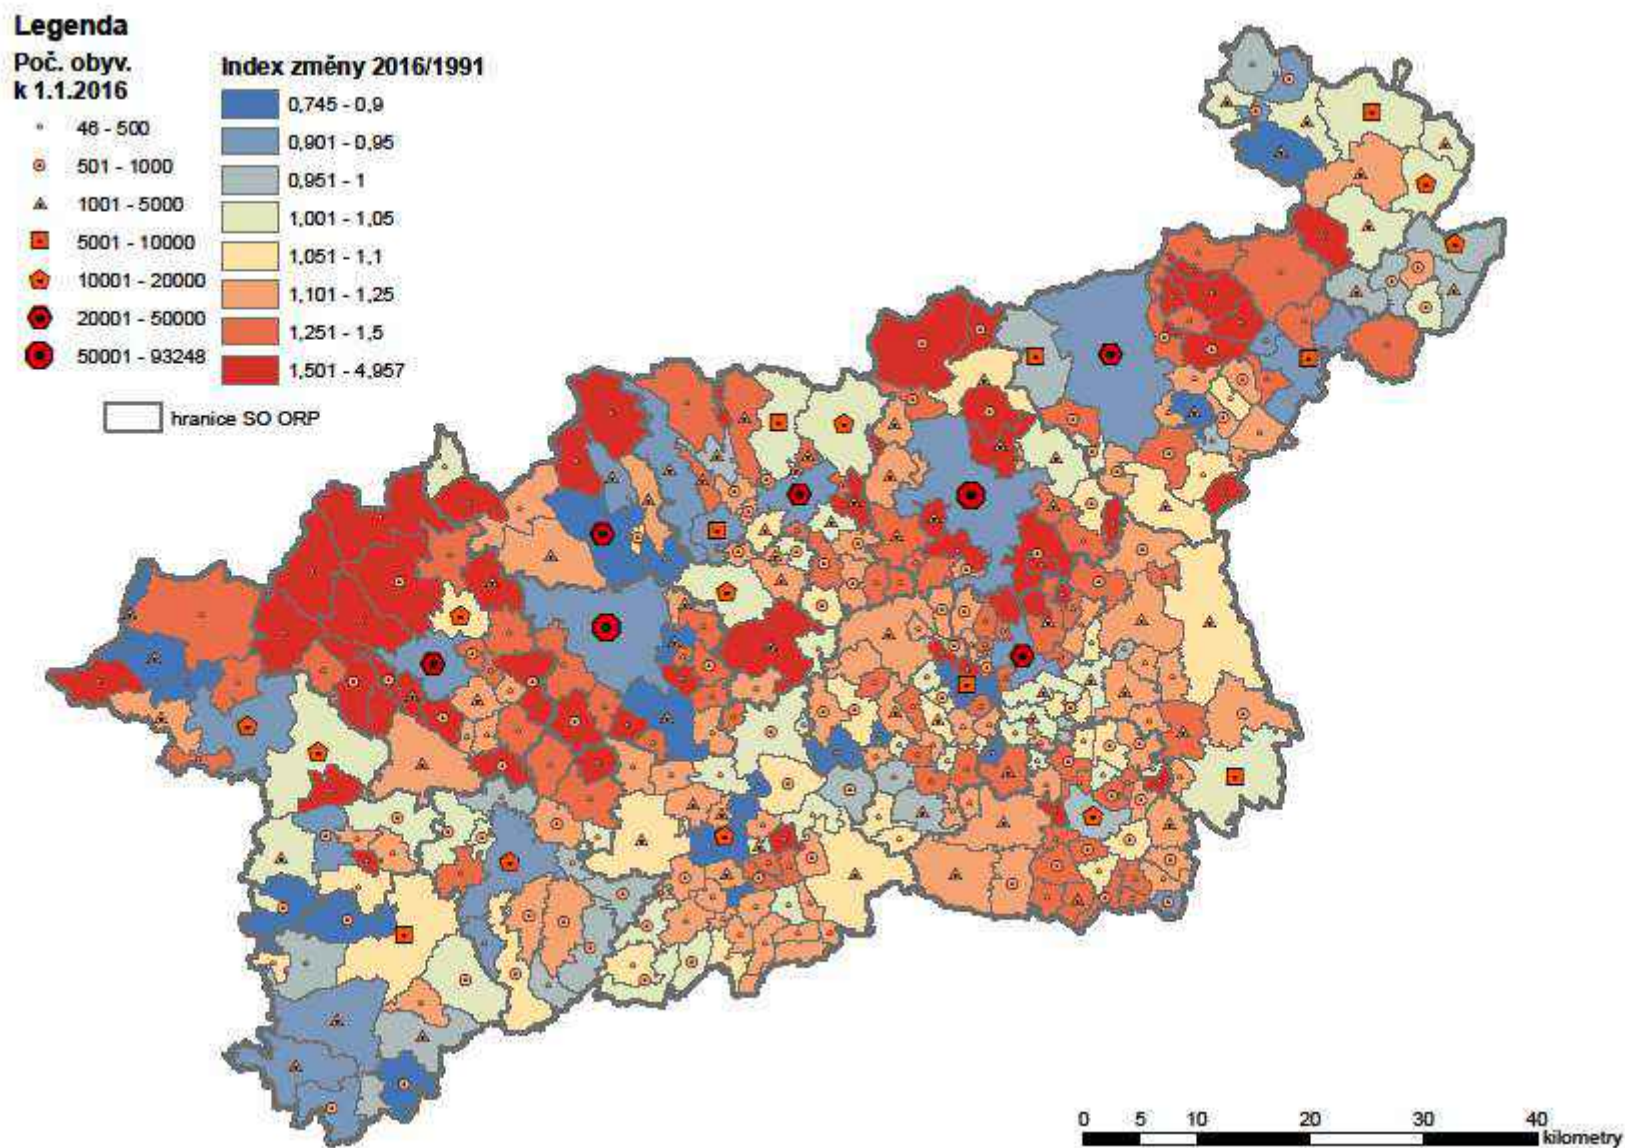 Legenda
Poč. obyv.
k 1.1.2016
46 - 500
501 - 1000
1001 - 5000
5001 - 10000
10001 - 20000
20001 - 50000
50001 - 93248
Index změny 2016/1991
0,745 - 0,9
0,901 - 0,95
0,951 - 1
1,001 - 1,05
1,051 - 1,1
1,101 - 1,25
1,251 - 1,5
1,501 - 4,957
hranice SO ORP
0 5 10 20 30 40
kilometry